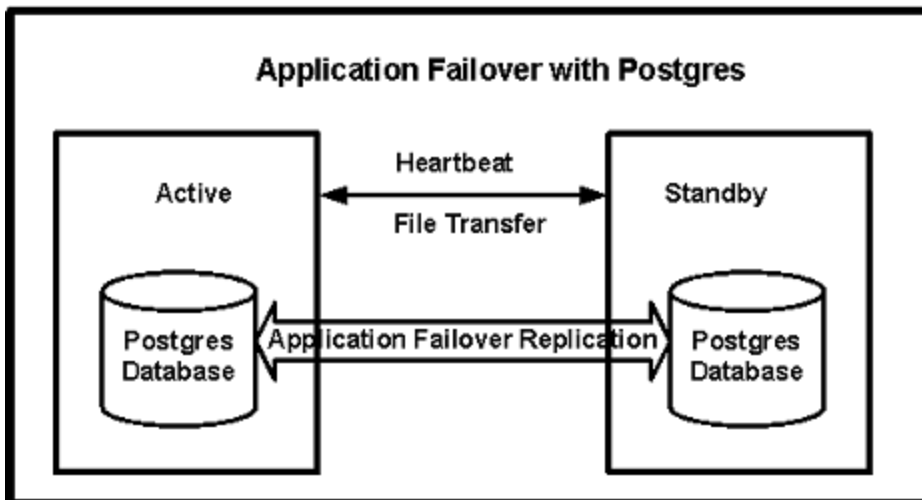 Application Failover with Postgres
Heartbeat
Active
Standby
File Transfer
Application Failover Replication
Postgres
Database
Postgres
Database